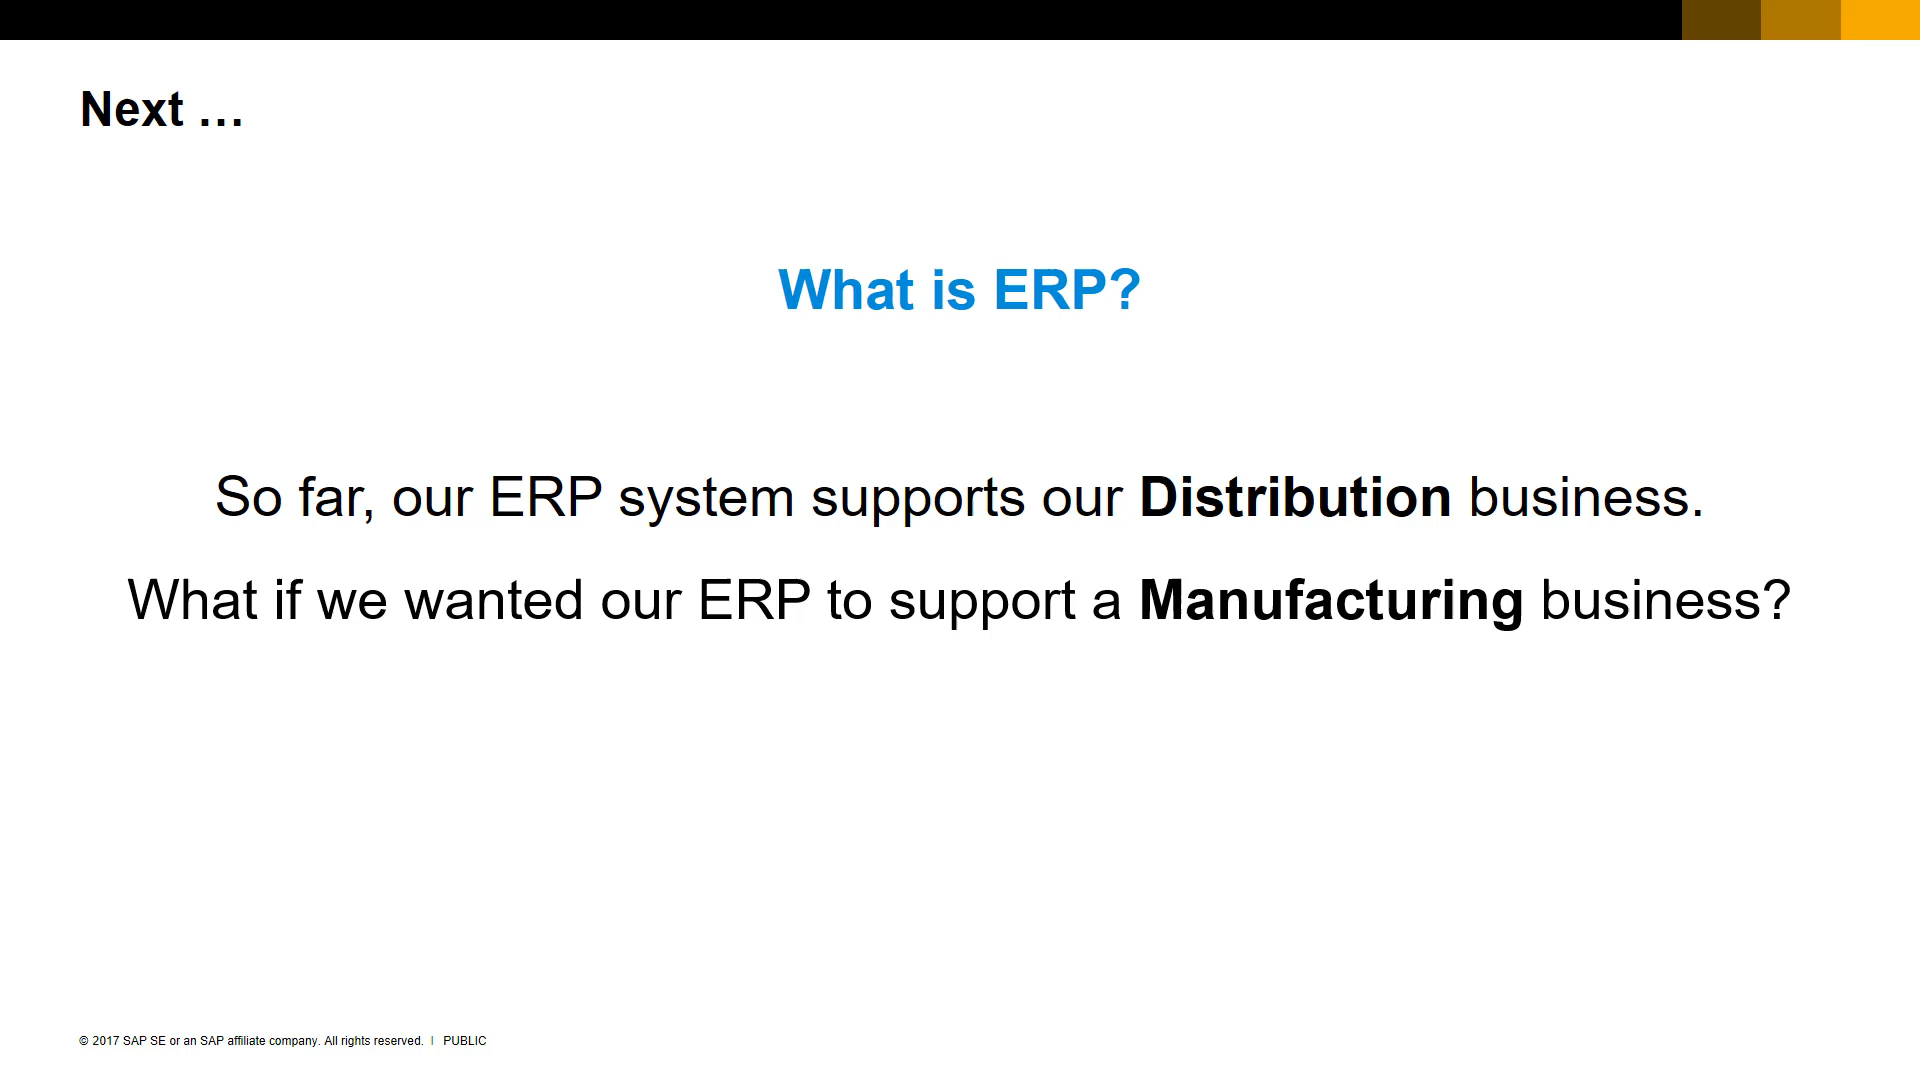 Next …
What is ERP?
So far, our ERP system supports our Distribution business.
What if we wanted our ERP to support a Manufacturing business?
© 2017 SAP SE or an SAP affiliate company. All rights reserved. | PUBLIC